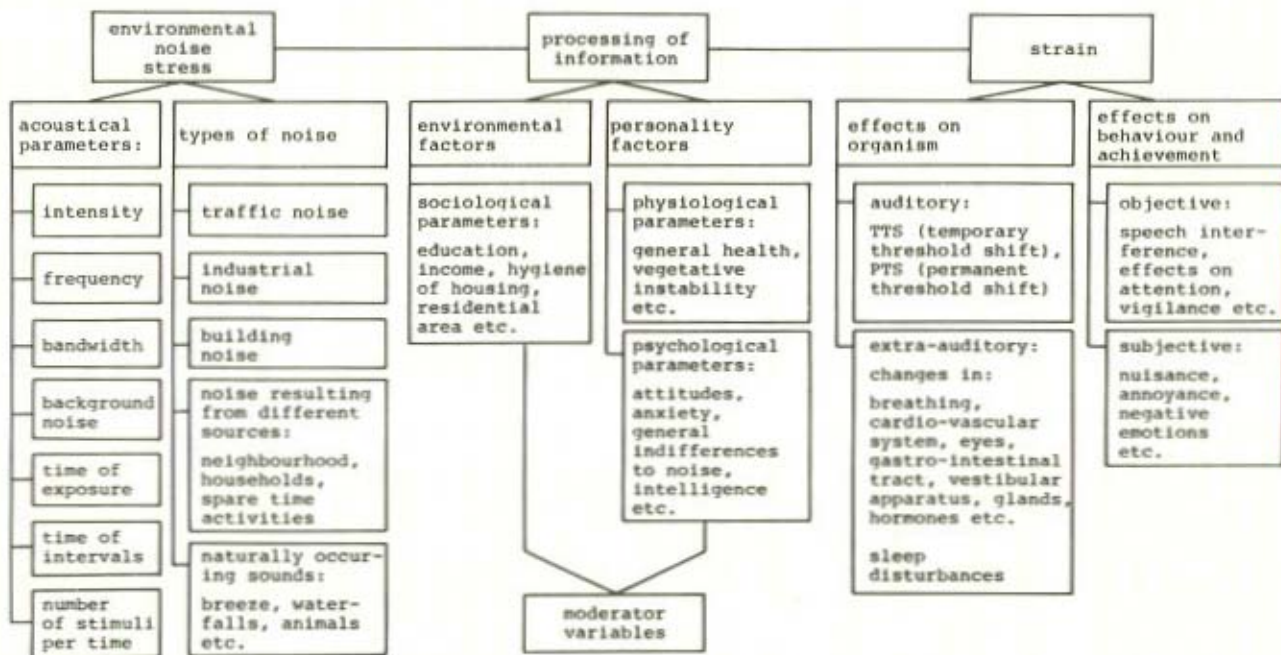 environmental
noise
stress
processing of
information
strain
acoustical
parameters:
intensity
frequency
bandwidth
background
noise
time of
exposure
time of
intervals
number
of stimuli
per time
types of noise
traffic noise
industrial
noise
building
noise
noise resulting
from different
sources:
neighbourhood,
households,
spare time
activities
naturally occur-
ing sounds:
breeze, water-
falls, animals
etc.
environmental
factors
sociological
parameters:
education,
income, hygiene
of housing,
residential
area etc.
personality
factors
physiological
parameters:
general health,
vegetative
instability
etc.
psychological
parameters:
attitudes,
anxiety,
general
indifferences
to noise,
intelligence
etc.
moderator
variables
effects on
organism
auditory:
TTS (temporary
threshold shift),
PTS (permanent
threshold shift)
extra-auditory:
changes in:
breathing,
cardio-vascular
system, eyes,
gastro-intestinal
tract, vestibular
apparatus, glands,
hormones etc.
sleep
disturbances
effects on
behaviour and
achievement
objective:
speech inter-
ference,
effects on
attention,
vigilance etc.
subjective:
nuisance,
annoyance,
negative
emotions
etc.